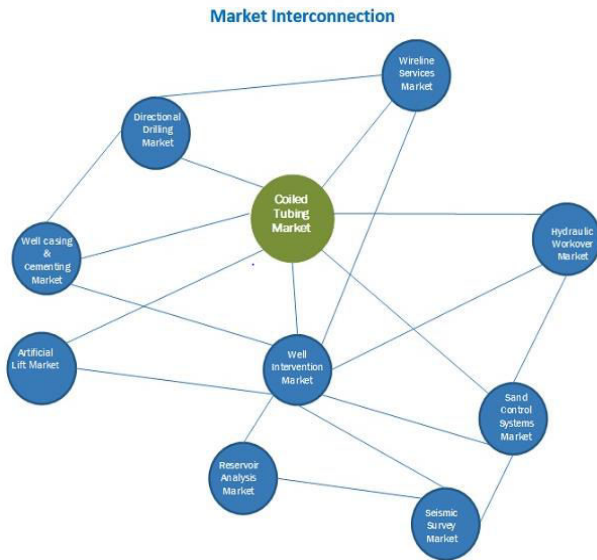 Market Interconnection
Wireline
Services
Market
Directional
Drilling
Market
Coiled
Tubing
Market
Well casing
&
Cementing
Market
Hydraulic
Workover
Market
Artificial
Lift Market
Well
Intervention
Market
Sand
Control
Systems
Market
Reservoir
Analysis
Market
Seismic
Survey
Market